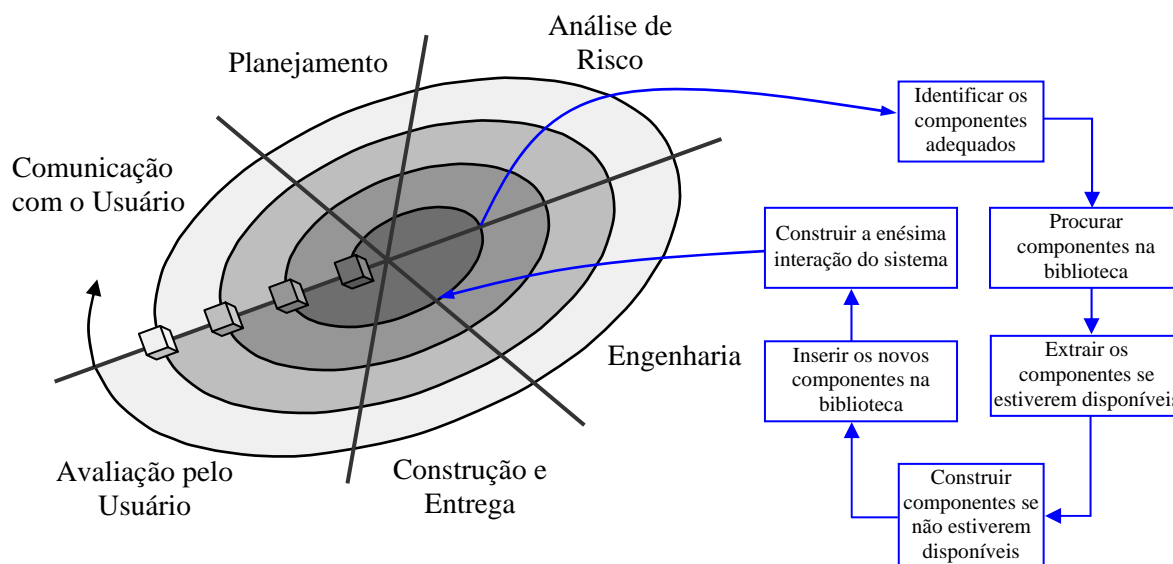 Análise de
Risco
Planejamento
Comunicação
com o Usuário
Avaliação pelo
Usuário
Construção e
Entrega
Engenharia
Identificar os
componentes
adequados
Procurar
componentes na
biblioteca
Extrair os
componentes se
estiverem disponíveis
Construir
componentes se
não estiverem
disponíveis
Inserir os novos
componentes na
biblioteca
Construir a enésima
interação do sistema